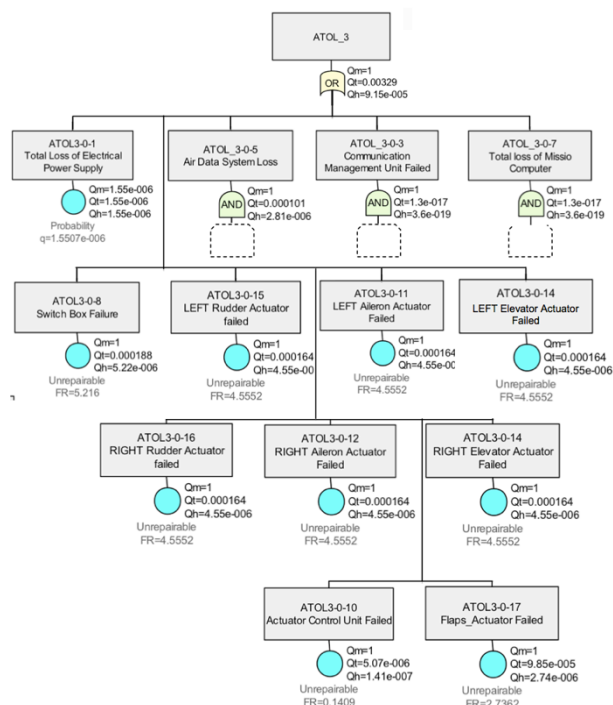 ATOL_3
Qm=1
Qt=0.00329
Qh=9.15e-005
OR
ATOL3-0-1
Total Loss of Electrical
Power Supply
Qm=1.55e-006
Qt=1.55e-006
Qh=1.55e-006
Probability
q=1.5507e-006
ATOL_3-0-5
Air Data System Loss
Qm=1
Qt=0.000101
Qh=2.81e-006
AND
ATOL_3-0-3
Communication
Management Unit Failed
Qm=1
Qt=1.3e-017
Qh=3.6e-019
AND
ATOL_3-0-7
Total loss of Missio
Computer
Qm=1
Qt=1.3e-017
Qh=3.6e-019
AND
ATOL3-0-8
Switch Box Failure
Qm=1
Qt=0.000188
Qh=5.22e-006
Unrepairable
FR=5.216
ATOL3-0-15
LEFT Rudder Actuator
failed
Qm=1
Qt=0.000164
Qh=4.55e-00
Unrepairable
FR=4.5552
ATOL3-0-11
LEFT Aileron Actuator
Failed
Qm=1
Qt=0.000164
Qh=4.55e-00
Unrepairable
FR=4.5552
ATOL3-0-14
LEFT Elevator Actuator
Failed
Qm=1
Qt=0.000164
Qh=4.55e-006
Unrepairable
FR=4.5552
ATOL3-0-16
RIGHT Rudder Actuator
failed
Qm=1
Qt=0.000164
Qh=4.55e-006
Unrepairable
FR=4.5552
ATOL3-0-12
RIGHT Aileron Actuator
Failed
Qm=1
Qt=0.000164
Qh=4.55e-006
Unrepairable
FR=4.5552
ATOL3-0-14
RIGHT Elevator Actuator
Failed
Qm=1
Qt=0.000164
Qh=4.55e-006
Unrepairable
FR=4.5552
ATOL3-0-10
Actuator Control Unit Failed
Qm=1
Qt=5.07e-006
Qh=1.41e-007
Unrepairable
FR=0.1409
ATOL3-0-17
Flaps_Actuator Failed
Qm=1
Qt=9.85e-005
Qh=2.74e-006
Unrepairable
FR=2.7362